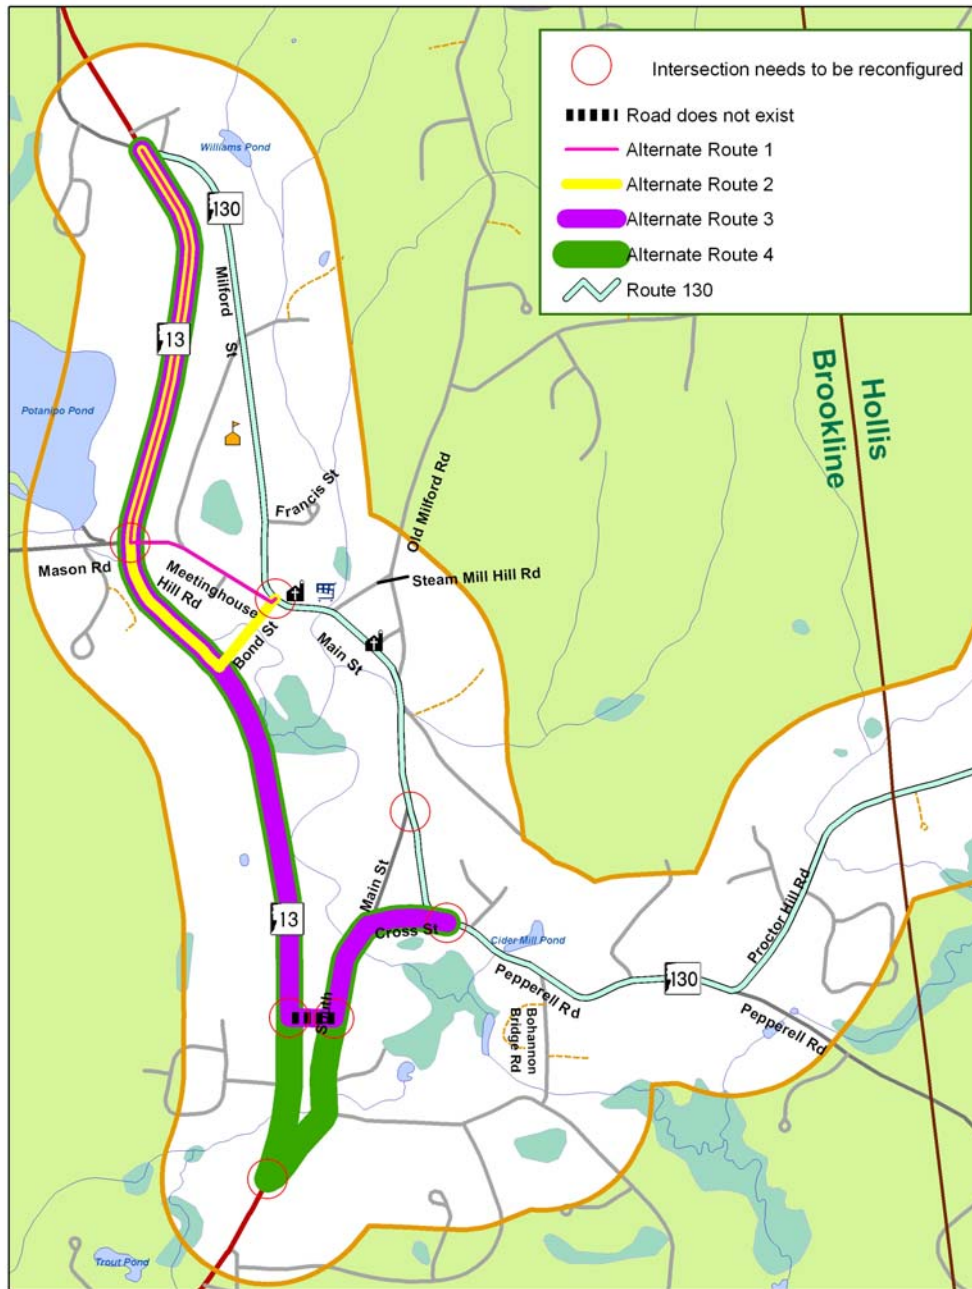 Intersection needs to be reconfigured
Road does not exist
Alternate Route 1
Alternate Route 2
Alternate Route 3
Alternate Route 4
Route 130
Williams Pond
130
Milford
St
13
Potanipo Pond
Brookline
Hollis
Francis St
Old Milford Rd
Mason Rd
Meetinghouse
Hill Rd
Steam Mill Hill Rd
Bond St
Main St
Main St
13
Cross St
Cider Mill Pond
Proctor Hill Rd
Pepperell Rd
130
South
Bohannon
Bridge Rd
Pepperell Rd
Trout Pond